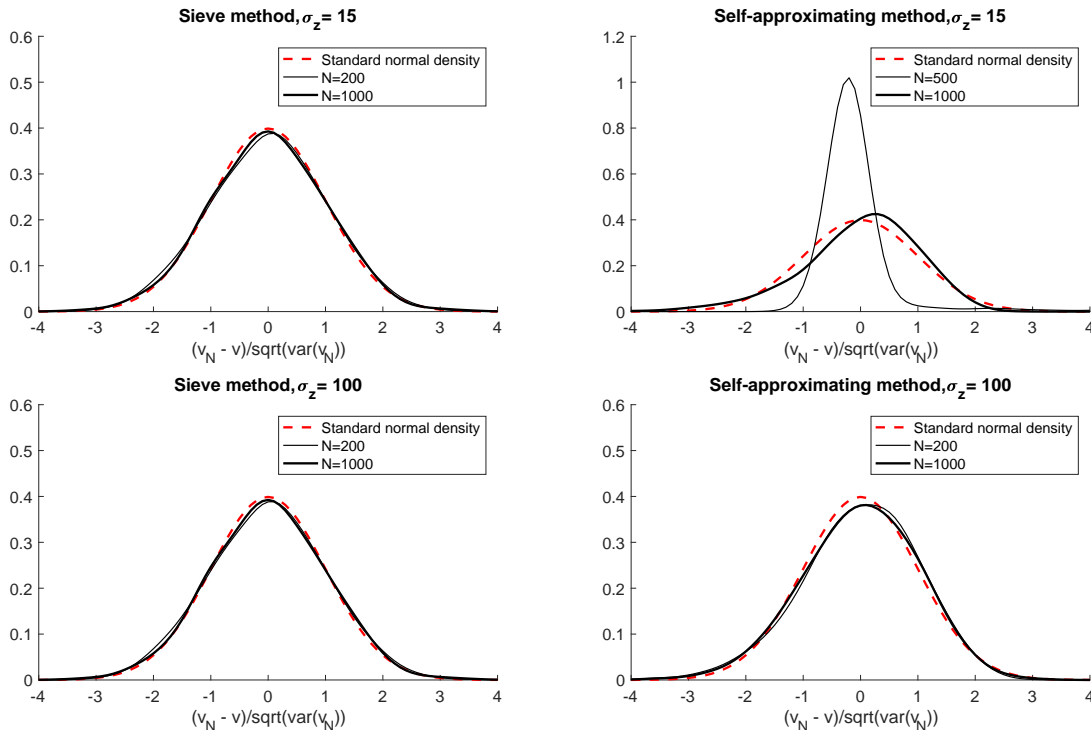 Sieve method,σz= 15
0.6
0.5
0.4
0.3
0.2
0.1
0
-4 -3 -2 -1 0 1 2 3 4
(vN - v)/sqrt(var(vN))
Standard normal density
N=200
N=1000
Self-approximating method,σz= 15
1.2
1
0.8
0.6
0.4
0.2
0
-4 -3 -2 -1 0 1 2 3 4
(vN - v)/sqrt(var(vN))
Standard normal density
N=500
N=1000
Sieve method,σz= 100
0.6
0.5
0.4
0.3
0.2
0.1
0
-4 -3 -2 -1 0 1 2 3 4
(vN - v)/sqrt(var(vN))
Standard normal density
N=200
N=1000
Self-approximating method,σz= 100
0.6
0.5
0.4
0.3
0.2
0.1
0
-4 -3 -2 -1 0 1 2 3 4
(vN - v)/sqrt(var(vN))
Standard normal density
N=200
N=1000